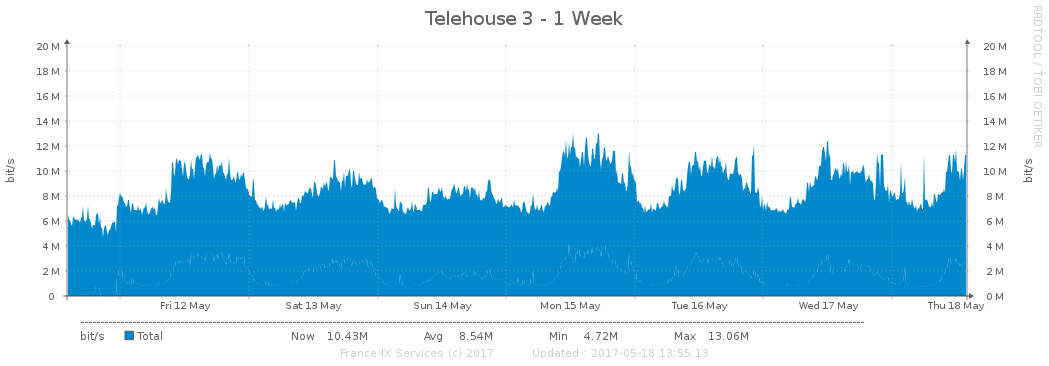 Telehouse 3 - 1 Week
RRDTOOL / TOBI OETIKER
bit/s
20 M
18 M
16 M
14 M
12 M
10 M
8 M
6 M
4 M
2 M
0
20 M
18 M
16 M
14 M
12 M
10 M
8 M
6 M
4 M
2 M
0 M
bit/s
Fri 12 May Sat 13 May Sun 14 May Mon 15 May Tue 16 May Wed 17 May Thu 18 May
bit/s Total Now 10.43M Avg 8.54M Min 4.72M Max 13.06M
France-IX Services (c) 2017 Updated : 2017-05-18 13:55:13